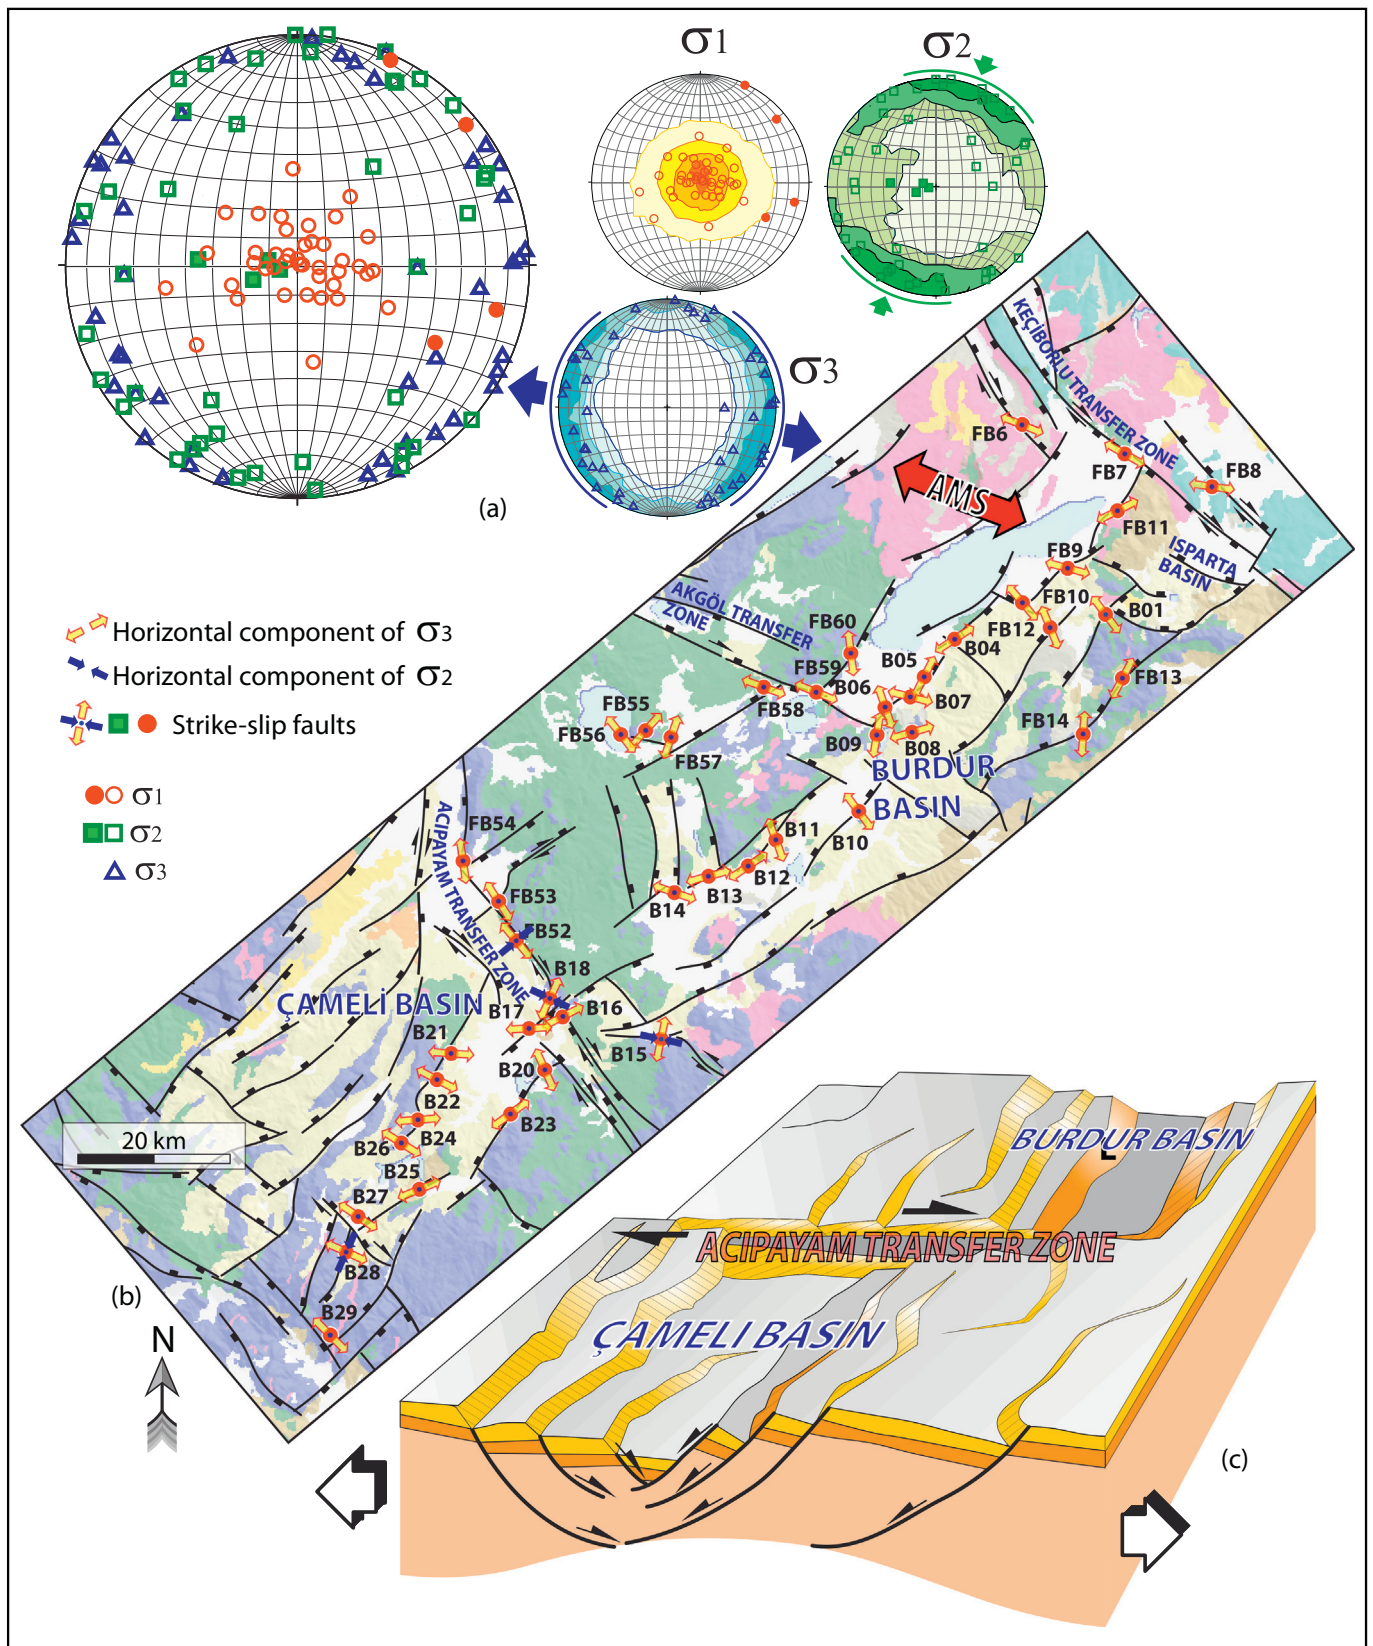 σ1
σ2
σ3
(a)
Horizontal component of σ3
Horizontal component of σ2
Strike-slip faults
σ1
σ2
σ3
KEÇİBORLU TRANSFER ZONE
FB6
FB7
FB8
AMS
FB11
ISPARTA
BASIN
FB9
FB10
B01
FB12
AKGÖL TRANSFER
ZONE
FB60
B04
B05
FB59
B06
FB13
B07
FB58
FB55
FB56
FB57
FB14
B09
B08
BURDUR
BASIN
B10
B11
B12
B13
B14
FB54
ACIPAYAM TRANSFER ZONE
FB53
FB52
B18
ÇAMELİ BASIN
B17
B16
B21
B15
B20
B22
B23
B24
B26
B25
B27
B28
B29
20 km
(b)
N
BURDUR BASIN
L
ACIPAYAM TRANSFER ZONE
ÇAMELI BASIN
(c)